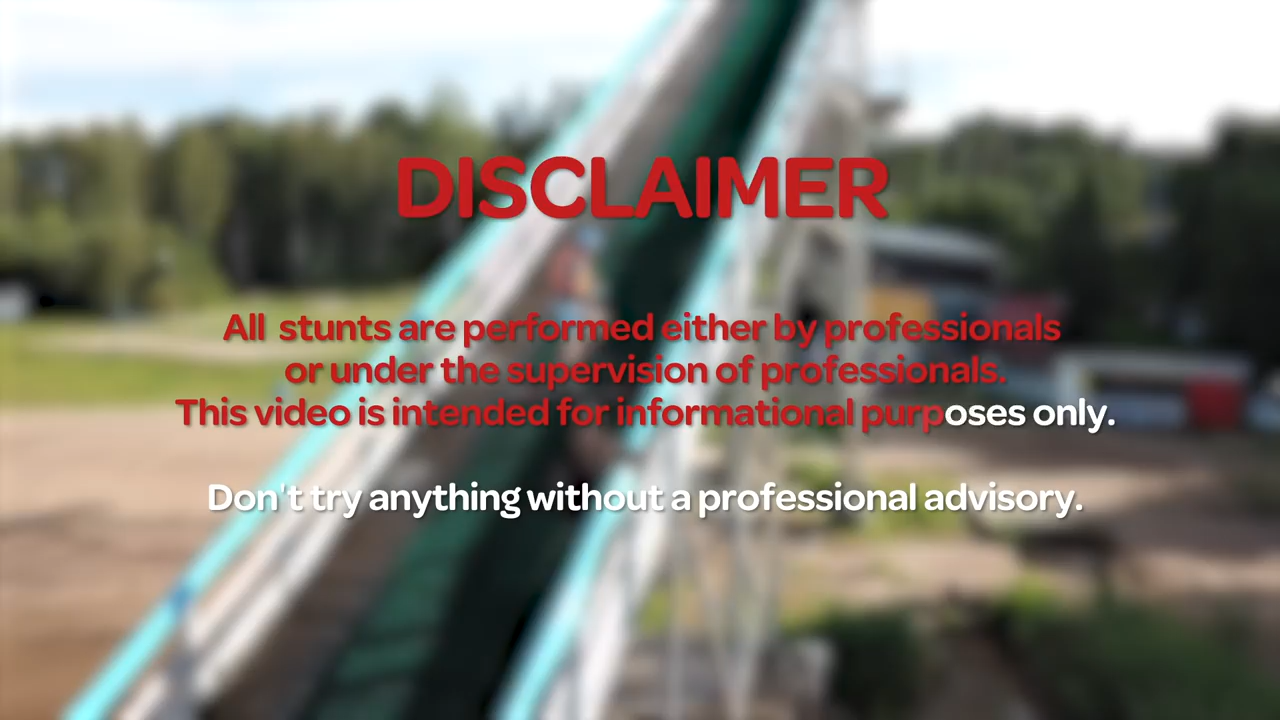 DISCLAIMER
All stunts are performed either by professionals
or under the supervision of professionals.
This video is intended for informational purposes only.
Don't try anything without a professional advisory.